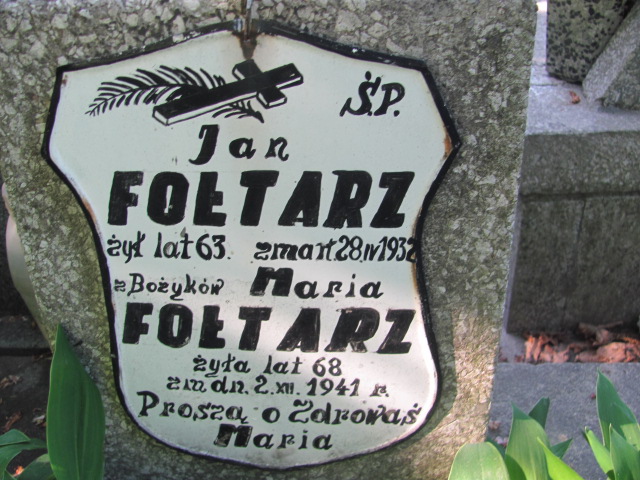 Ś.P.
Jan
FOŁTARZ
żył lat 63. zmarł. 28. IV 1932
z Bożyków Maria
FOŁTARZ
żyła lat 68
zm dn. 2. XII. 1941 r.
Proszą o Zdrowaś
Maria